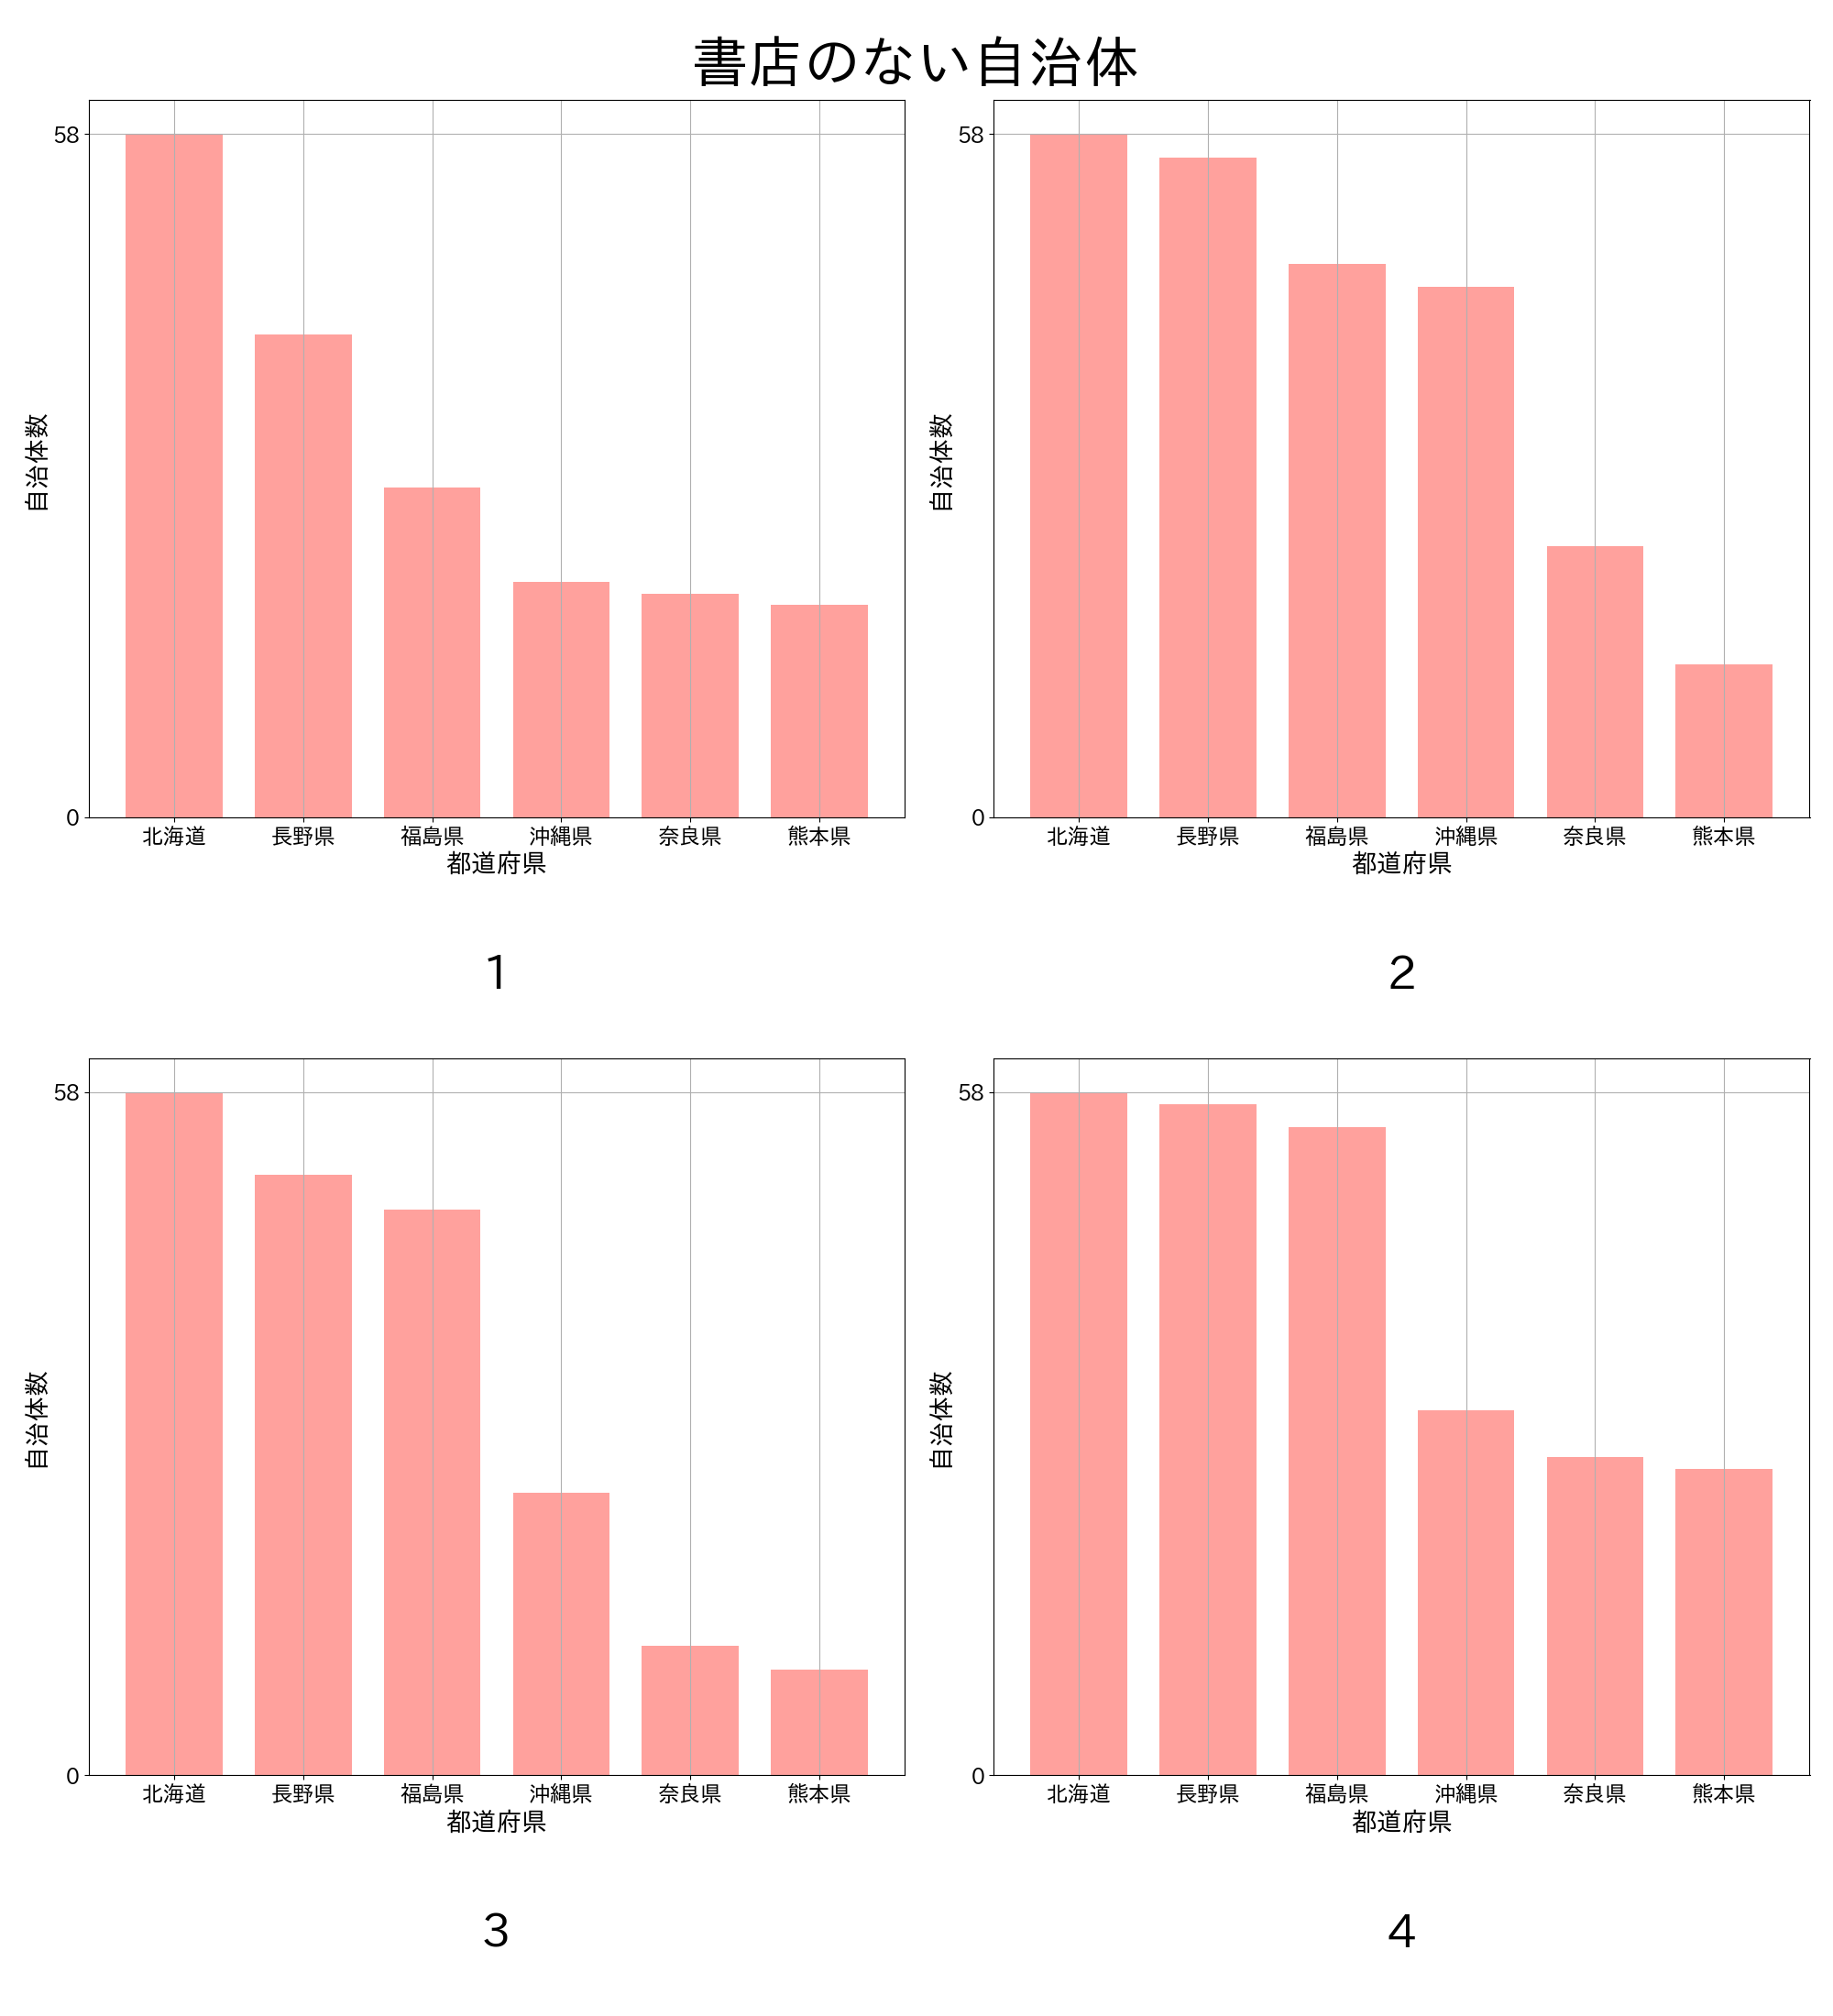 書店のない自治体
58
0
自治体数
北海道 長野県 福島県 沖縄県 奈良県 熊本県
都道府県
1
58
0
自治体数
北海道 長野県 福島県 沖縄県 奈良県 熊本県
都道府県
2
58
0
自治体数
北海道 長野県 福島県 沖縄県 奈良県 熊本県
都道府県
3
58
0
自治体数
北海道 長野県 福島県 沖縄県 奈良県 熊本県
都道府県
4